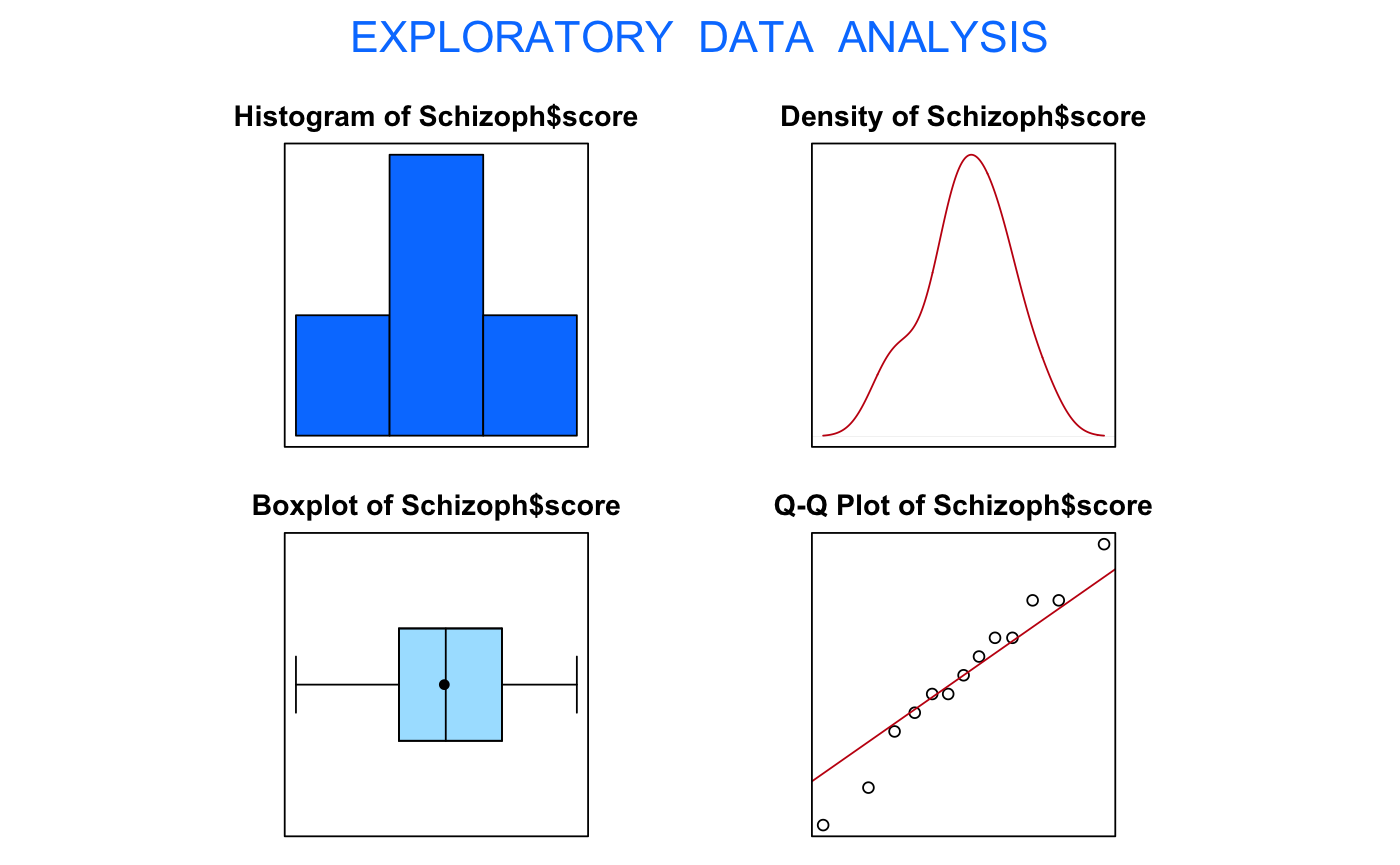 EXPLORATORY DATA ANALYSIS
Histogram of Schizoph$score
Density of Schizoph$score
Boxplot of Schizoph$score
Q-Q Plot of Schizoph$score